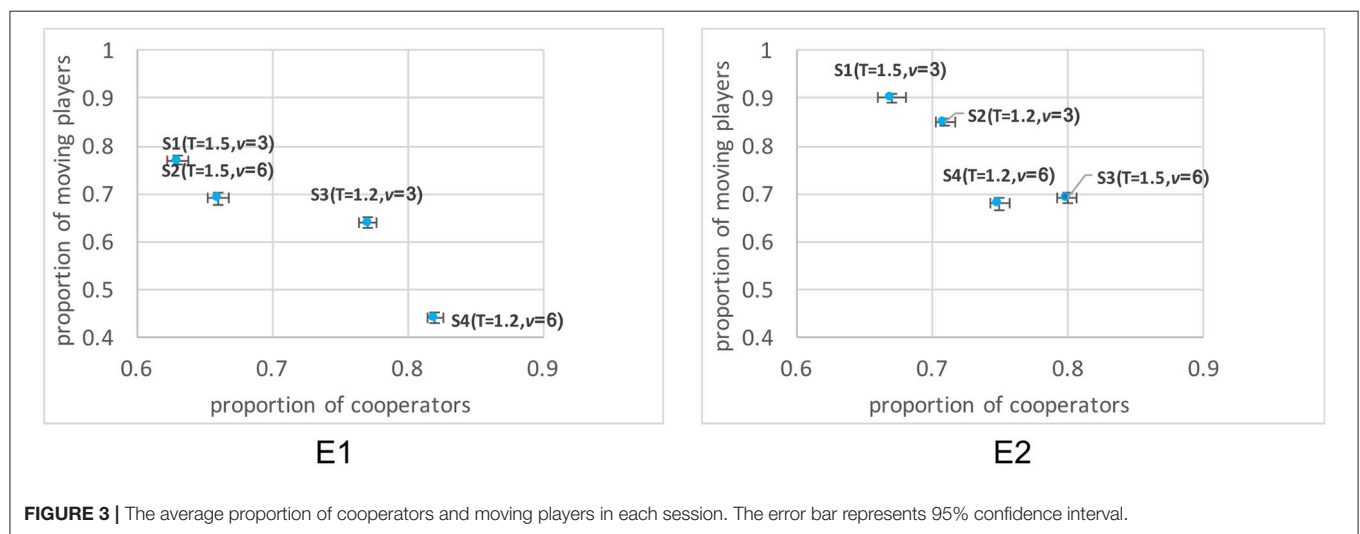 proportion of moving players
1
0.9
0.8
0.7
0.6
0.5
0.4
S1(T=1.5,v=3)
S2(T=1.5,v=6)
S3(T=1.2,v=3)
S4(T=1.2,v=6)
0.6 0.7 0.8 0.9
proportion of cooperators
E1
proportion of moving players
1
0.9
0.8
0.7
0.6
0.5
0.4
S1(T=1.5,v=3)
S2(T=1.2,v=3)
S4(T=1.2,v=6)
S3(T=1.5,v=6)
0.6 0.7 0.8 0.9
proportion of cooperators
E2
FIGURE 3 | The average proportion of cooperators and moving players in each session. The error bar represents 95% confidence interval.